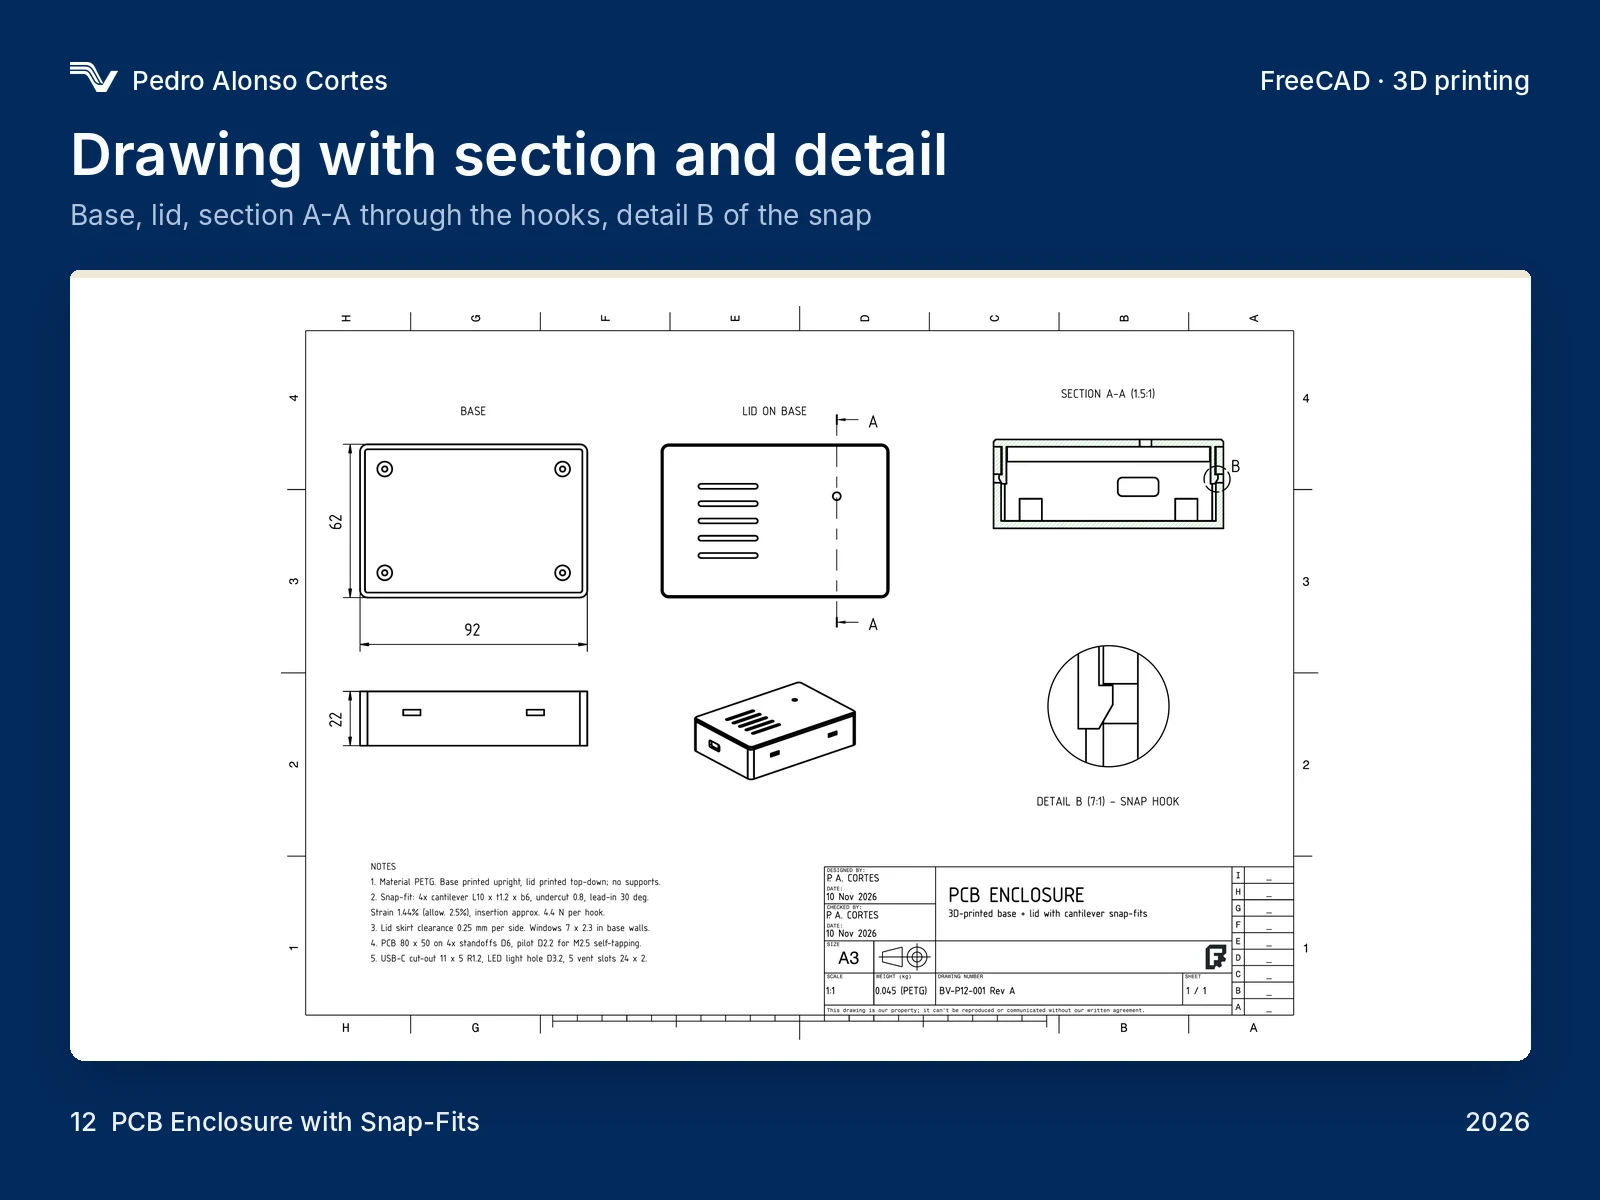 Pedro Alonso Cortes
FreeCAD · 3D printing
Drawing with section and detail
Base, lid, section A-A through the hooks, detail B of the snap
H G F E D C B A
4
4
BASE
LID ON BASE
SECTION A-A (1.5:1)
A
B
62
3
3
92
A
22
2
2
DETAIL B (7:1) - SNAP HOOK
NOTES
1. Material PETG. Base printed upright, lid printed top-down; no supports.
2. Snap-fit: 4x cantilever L10 x t1.2 x b6, undercut 0.8, lead-in 30 deg.
Strain 1.44% (allow. 2.5%), insertion approx. 4.4 N per hook.
3. Lid skirt clearance 0.25 mm per side. Windows 7 x 2.3 in base walls.
4. PCB 80 x 50 on 4x standoffs D6, pilot D2.2 for M2.5 self-tapping.
5. USB-C cut-out 11 x 5 R1.2, LED light hole D3.2, 5 vent slots 24 x 2.
1
1
DESIGNED BY:
P. A. CORTES
DATE:
10 Nov 2026
CHECKED BY:
P. A. CORTES
DATE:
10 Nov 2026
PCB ENCLOSURE
3D-printed base + lid with cantilever snap-fits
SIZE
A3
SCALE
1:1
WEIGHT (kg)
0.045 (PETG)
DRAWING NUMBER
BV-P12-001 Rev A
SHEET
1 / 1
This drawing is our property; it can't be reproduced or communicated without our written agreement.
I _
H _
G _
F _
E _
D _
C _
B _
A _
H G B A
12 PCB Enclosure with Snap-Fits
2026